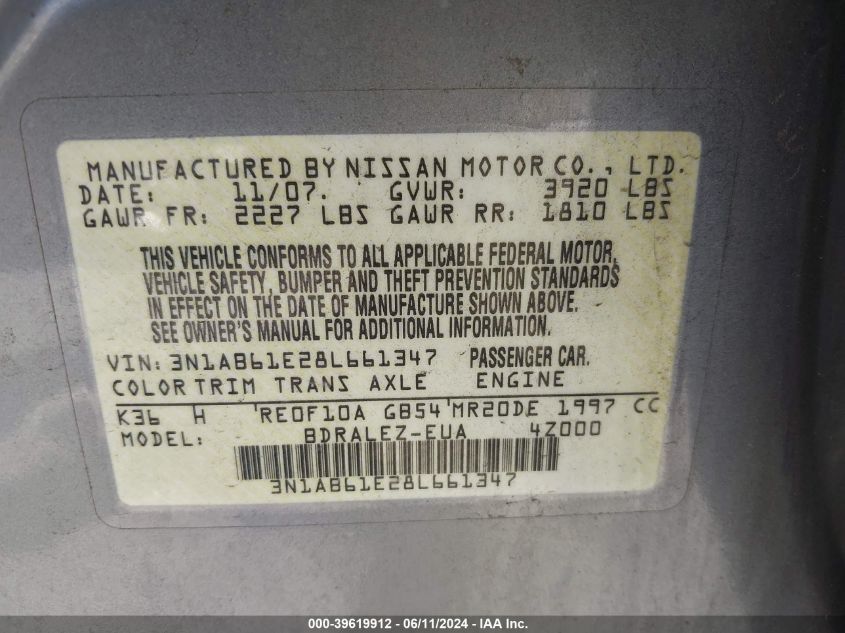 MANUFACTURED BY NISSAN MOTOR CO., LTD.
DATE: 11/07. GVWR: 3920 LBS
GAWR FR: 2227 LBS GAWR RR: 1810 LBS
THIS VEHICLE CONFORMS TO ALL APPLICABLE FEDERAL MOTOR
VEHICLE SAFETY, BUMPER AND THEFT PREVENTION STANDARDS
IN EFFECT ON THE DATE OF MANUFACTURE SHOWN ABOVE.
SEE OWNER'S MANUAL FOR ADDITIONAL INFORMATION.
VIN: 3N1AB61E28L661347 PASSENGER CAR.
COLOR TRIM TRANS AXLE ENGINE
K36 H 'RE0F10A GB54'MR20DE 1997 CC
MODEL: BDRALEZ-EUA 4Z000
3N1AB61E28L661347
000-39619912 - 06/11/2024 - IAA Inc.